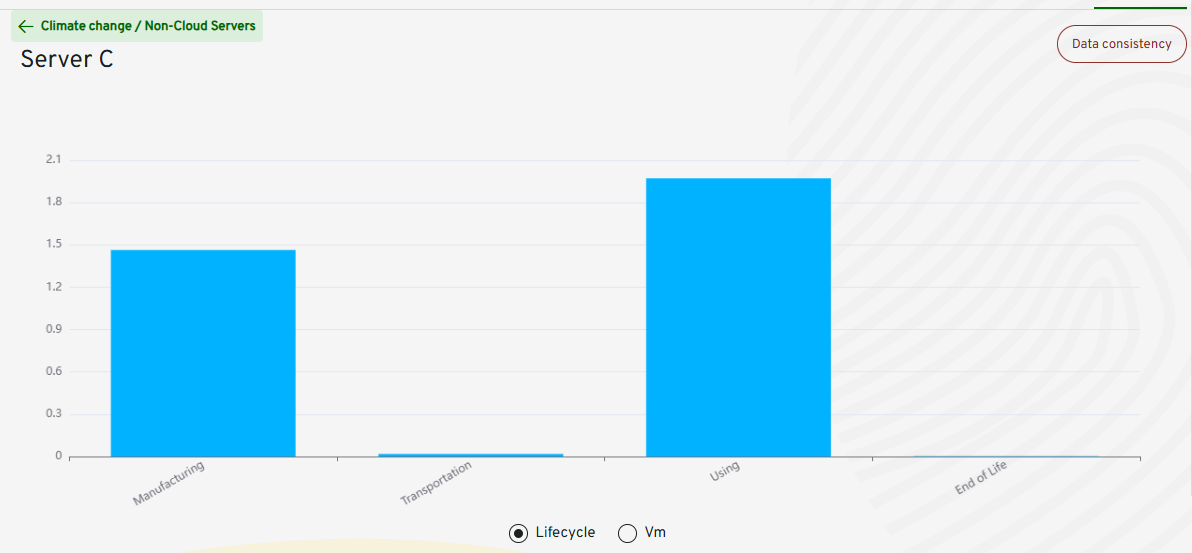 Climate change / Non-Cloud Servers
Server C
Data consistency
2.1
1.8
1.5
1.2
0.9
0.6
0.3
0
Manufacturing
Transportation
Using
End of Life
Lifecycle
Vm